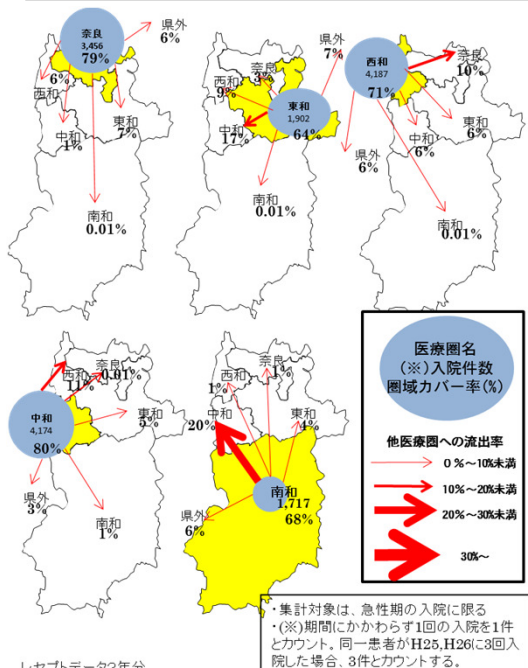 奈良
3,456
79%
県外
6%
6%
西和
中和
1%
東和
7%
南和
0.01%
県外
7%
奈良
3%
西和
9%
東和
1,902
64%
中和
17%
南和
0.01%
西和
4,187
71%
奈良
10%
中和
6%
東和
6%
県外
6%
南和
0.01%
中和
4,174
80%
西和
11%
奈良
0.01%
東和
5%
県外
3%
南和
1%
南和
1,717
68%
西和
1%
奈良
1%
中和
20%
東和
4%
県外
6%
医療圏名
(※)入院件数
圏域カバー率(%)
他医療圏への流出率
0%~10%未満
10%~20%未満
20%~30%未満
30%~
・集計対象は、急性期の入院に限る
・(※)期間にかかわらず1回の入院を1件
とカウント。同一患者がH25,H26に3回入
院した場合、3件とカウントする。
レセプトデータ2年分